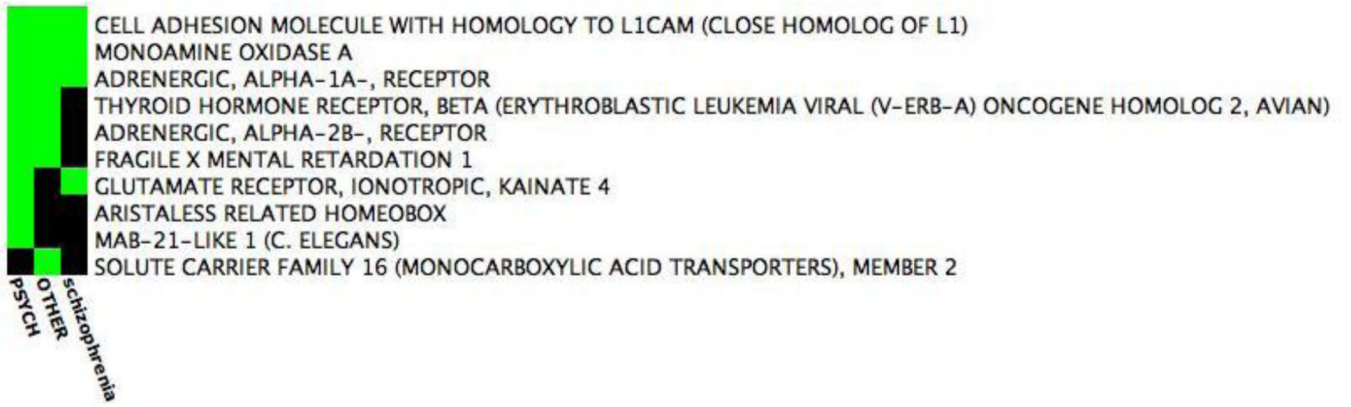 CELL ADHESION MOLECULE WITH HOMOLOGY TO L1CAM (CLOSE HOMOLOG OF L1)
MONOAMINE OXIDASE A
ADRENERGIC, ALPHA-1A-, RECEPTOR
THYROID HORMONE RECEPTOR, BETA (ERYTHROBLASTIC LEUKEMIA VIRAL (V-ERB-A) ONCOGENE HOMOLOG 2, AVIAN)
ADRENERGIC, ALPHA-2B-, RECEPTOR
FRAGILE X MENTAL RETARDATION 1
GLUTAMATE RECEPTOR, IONOTROPIC, KAINATE 4
ARISTALESS RELATED HOMEOBOX
MAB-21-LIKE 1 (C. ELEGANS)
SOLUTE CARRIER FAMILY 16 (MONOCARBOXYLIC ACID TRANSPORTERS), MEMBER 2
PSYCH
OTHER
schizophrenia